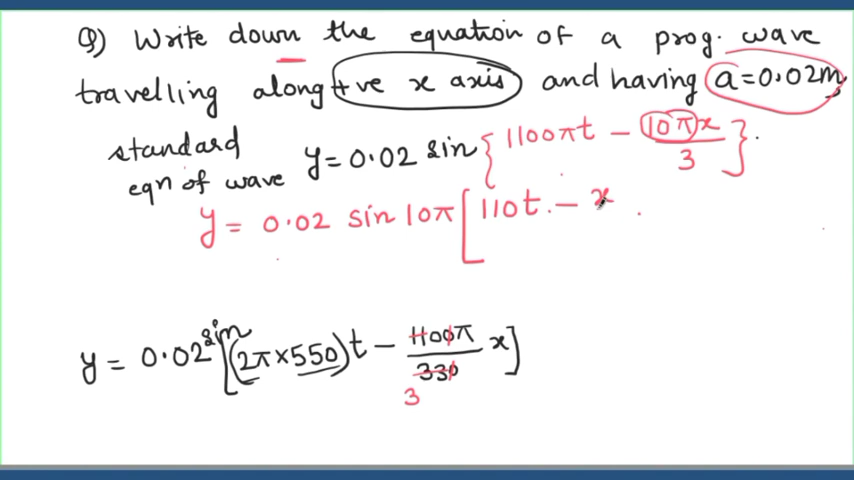 Q) Write down the equation of a prog. wave
travelling along +ve x axis and having a=0.02m,
standard
eqn of wave y=0.02 sin{1100πt - 10πx/3}.
y = 0.02 sin 10π[110t - x
y = 0.02 sin[(2π×550)t - 1100π/330 x]
3